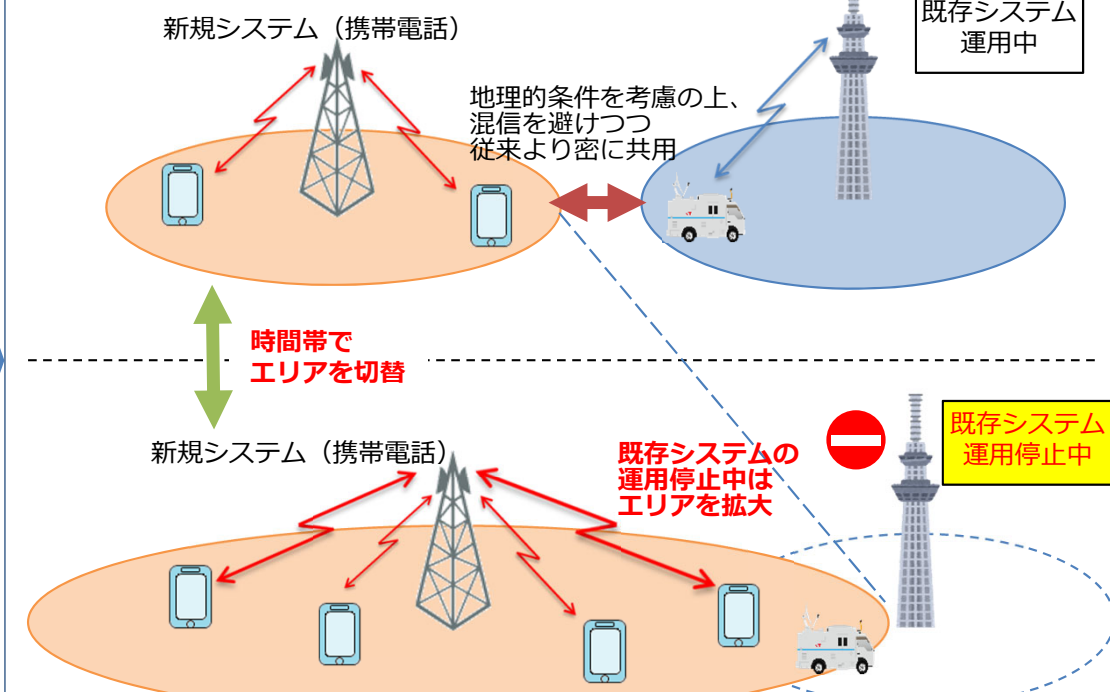 新規システム（携帯電話）
既存システム
運用中
地理的条件を考慮の上、
混信を避けつつ
従来より密に共用
時間帯で
エリアを切替
新規システム（携帯電話）
既存システムの
運用停止中は
エリアを拡大
既存システム
運用停止中